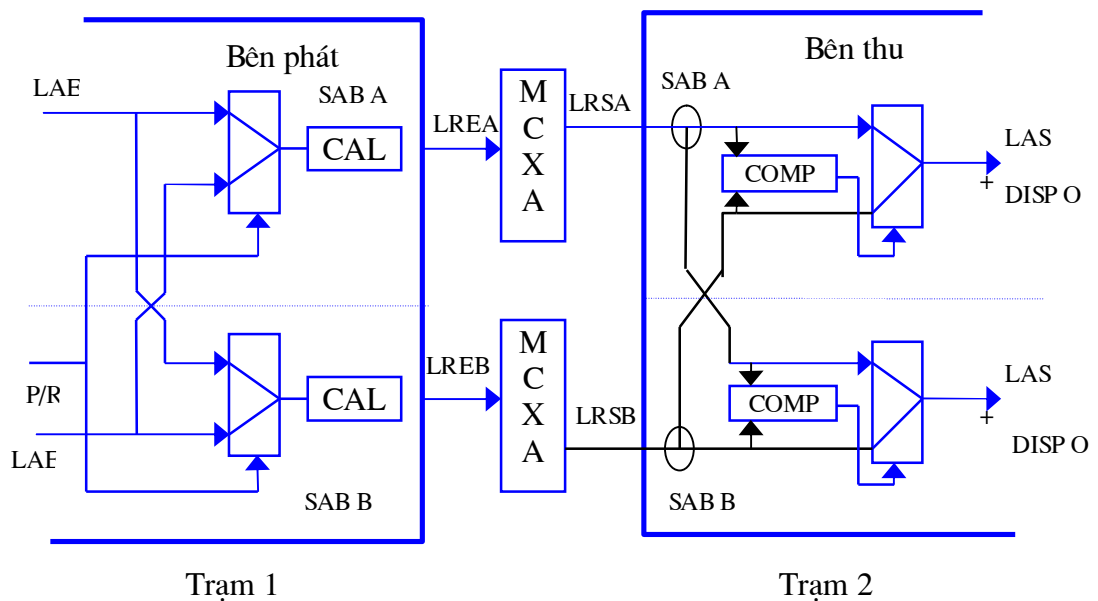 Bên phát
Bên thu
LAE
SAB A
CAL
LREA
M
C
X
A
LRSA
SAB A
COMP
LAS
+
DISP O
P/R
LAE
CAL
SAB B
LREB
M
C
X
A
LRSB
SAB B
COMP
LAS
+
DISP O
Trạm 1
Trạm 2